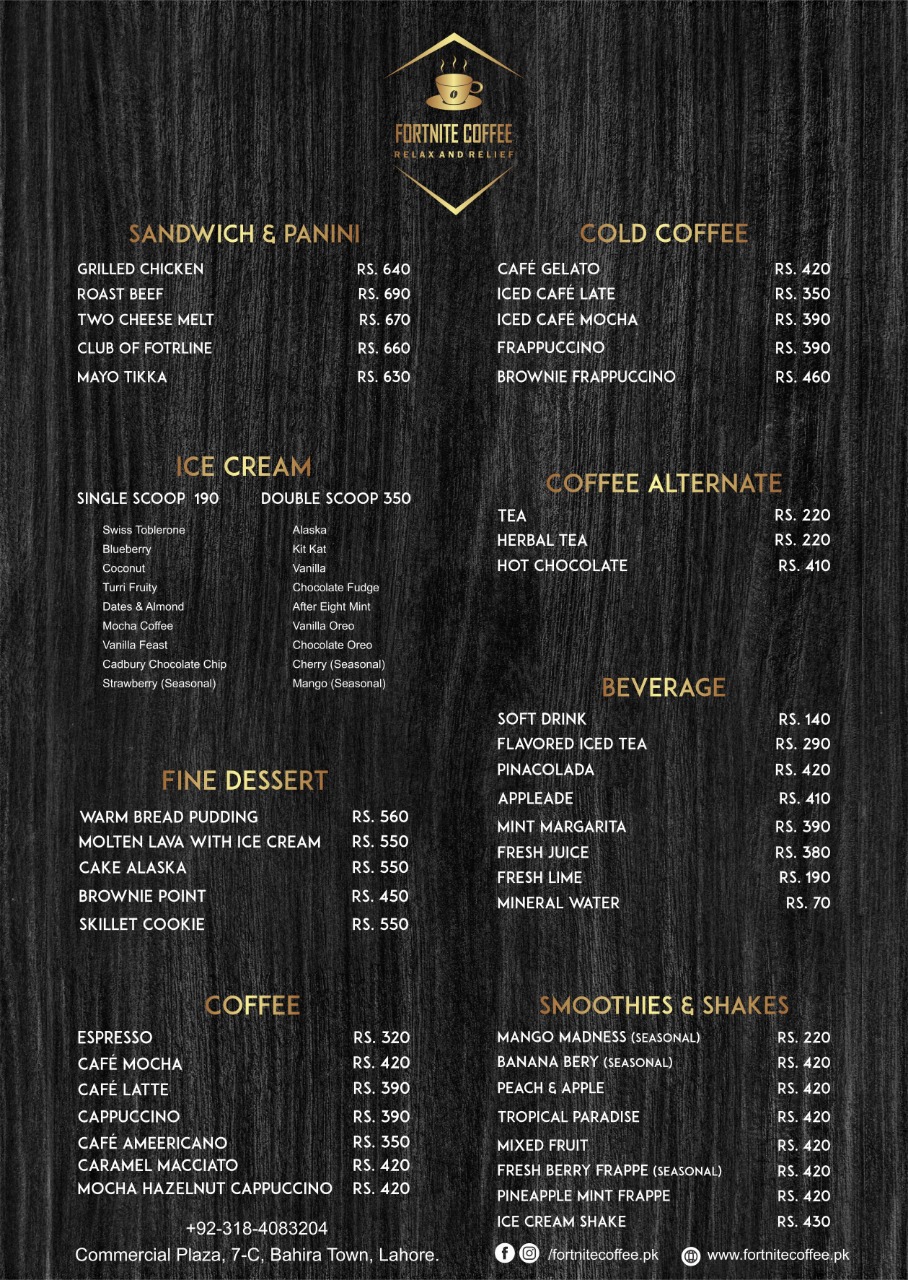 FORTNITE COFFEE
RELAX AND RELIEF
SANDWICH & PANINI
GRILLED CHICKEN RS. 640
ROAST BEEF RS. 690
TWO CHEESE MELT RS. 670
CLUB OF FOTRLINE RS. 660
MAYO TIKKA RS. 630
ICE CREAM
SINGLE SCOOP 190 DOUBLE SCOOP 350
Swiss Toblerone Alaska
Blueberry Kit Kat
Coconut Vanilla
Turri Fruity Chocolate Fudge
Dates & Almond After Eight Mint
Mocha Coffee Vanilla Oreo
Vanilla Feast Chocolate Oreo
Cadbury Chocolate Chip Cherry (Seasonal)
Strawberry (Seasonal) Mango (Seasonal)
FINE DESSERT
WARM BREAD PUDDING RS. 560
MOLTEN LAVA WITH ICE CREAM RS. 550
CAKE ALASKA RS. 550
BROWNIE POINT RS. 450
SKILLET COOKIE RS. 550
COFFEE
ESPRESSO RS. 320
CAFÉ MOCHA RS. 420
CAFÉ LATTE RS. 390
CAPPUCCINO RS. 390
CAFÉ AMEERICANO RS. 350
CARAMEL MACCIATO RS. 420
MOCHA HAZELNUT CAPPUCCINO RS. 420
COLD COFFEE
CAFÉ GELATO RS. 420
ICED CAFÉ LATE RS. 350
ICED CAFÉ MOCHA RS. 390
FRAPPUCCINO RS. 390
BROWNIE FRAPPUCCINO RS. 460
COFFEE ALTERNATE
TEA RS. 220
HERBAL TEA RS. 220
HOT CHOCOLATE RS. 410
BEVERAGE
SOFT DRINK RS. 140
FLAVORED ICED TEA RS. 290
PINACOLADA RS. 420
APPLEADE RS. 410
MINT MARGARITA RS. 390
FRESH JUICE RS. 380
FRESH LIME RS. 190
MINERAL WATER RS. 70
SMOOTHIES & SHAKES
MANGO MADNESS (SEASONAL) RS. 220
BANANA BERY (SEASONAL) RS. 420
PEACH & APPLE RS. 420
TROPICAL PARADISE RS. 420
MIXED FRUIT RS. 420
FRESH BERRY FRAPPE (SEASONAL) RS. 420
PINEAPPLE MINT FRAPPE RS. 420
ICE CREAM SHAKE RS. 430
+92-318-4083204
Commercial Plaza, 7-C, Bahira Town, Lahore.
/fortnitecoffee.pk www.fortnitecoffee.pk